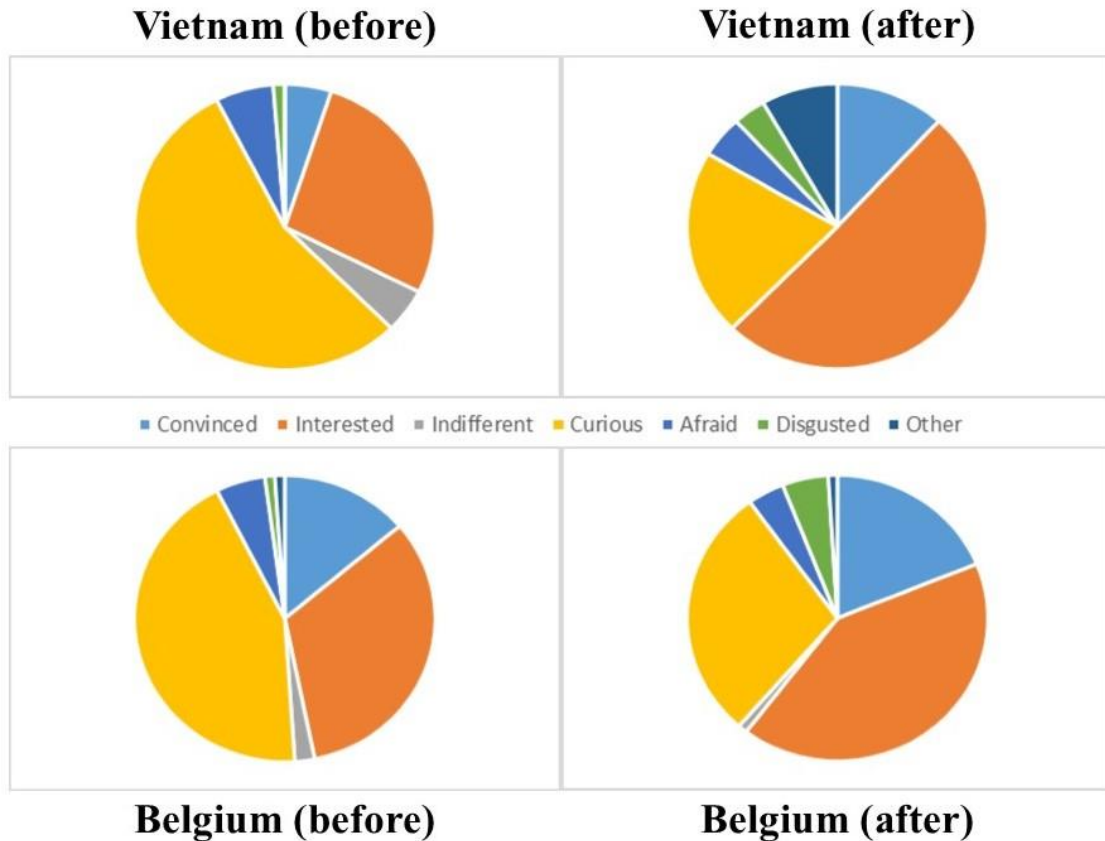 Vietnam (before)
Vietnam (after)
Convinced Interested Indifferent Curious Afraid Disgusted Other
Belgium (before)
Belgium (after)